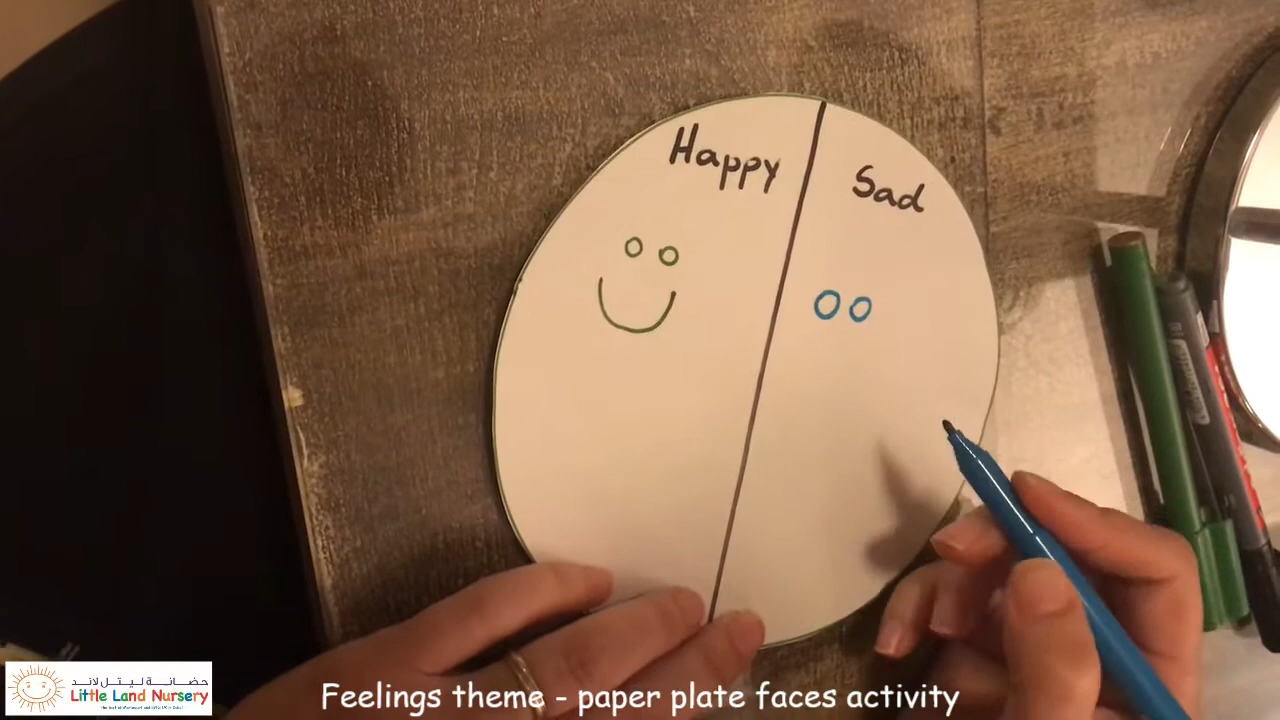 Happy
Sad
حضانة ليتل لاند
Little Land Nursery
Feelings theme - paper plate faces activity